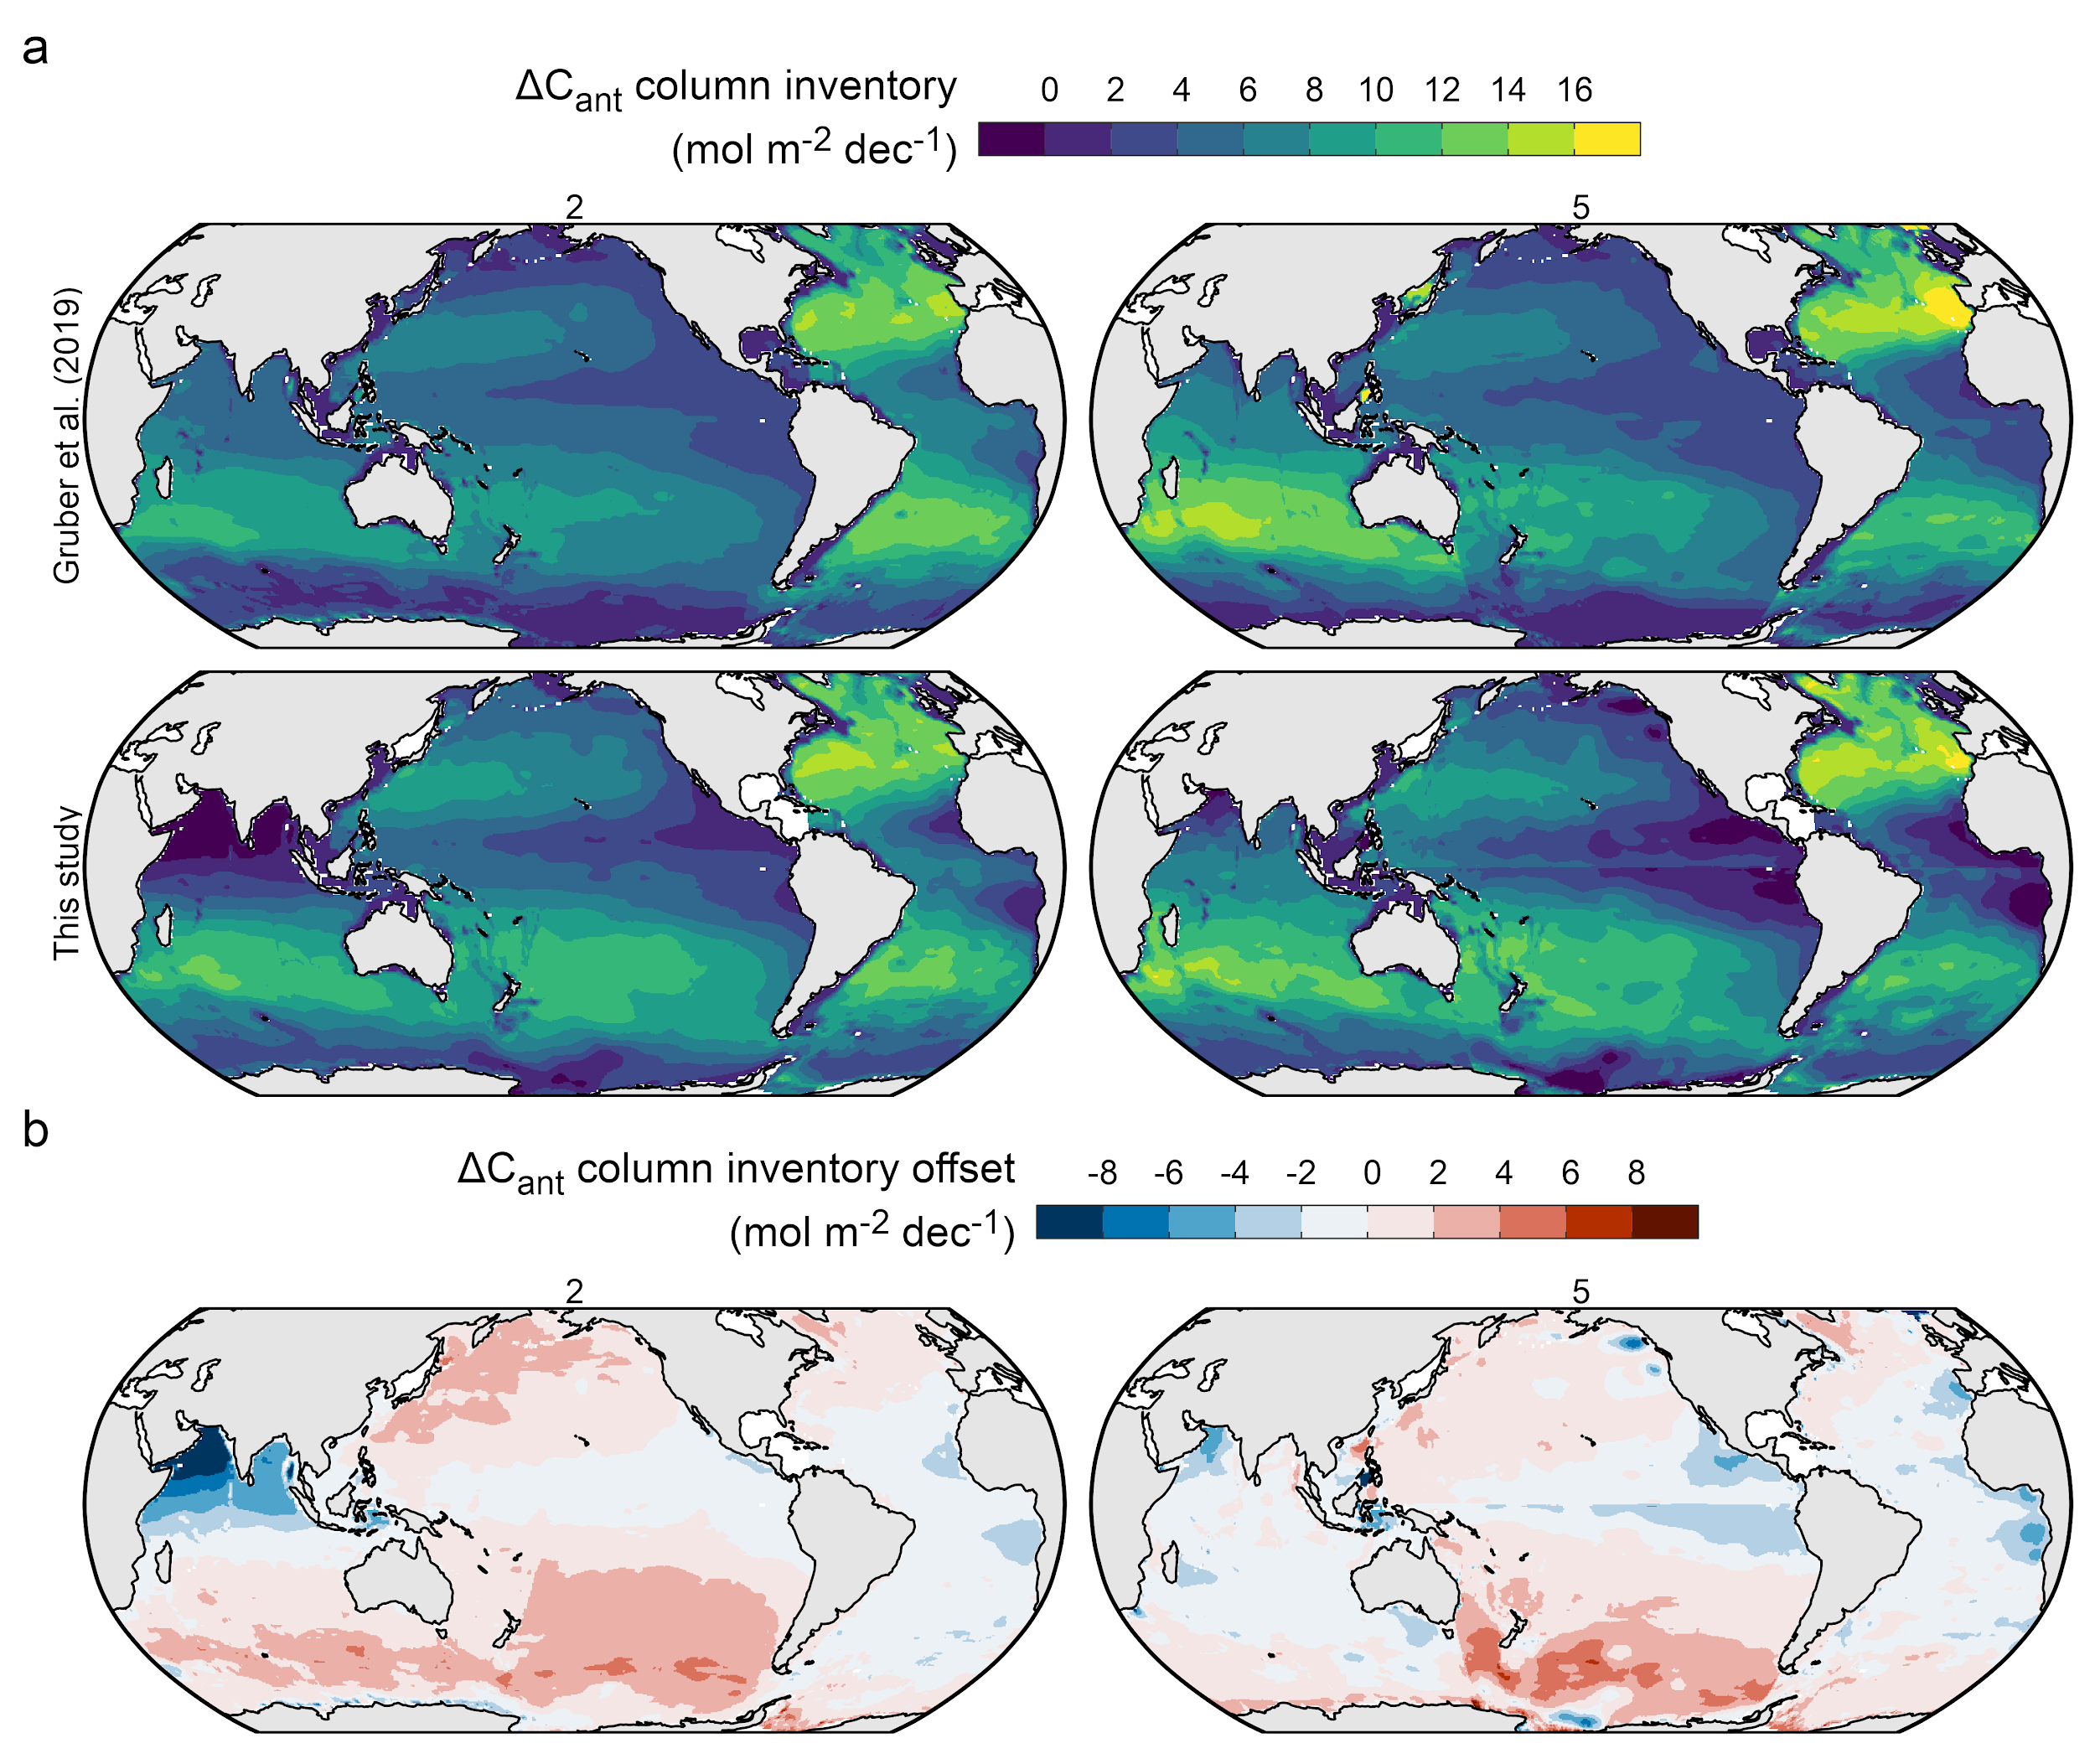 a
ΔCant column inventory
(mol m-2 dec-1)
0 2 4 6 8 10 12 14 16
2 5
Gruber et al. (2019)
This study
b
ΔCant column inventory offset
(mol m-2 dec-1)
-8 -6 -4 -2 0 2 4 6 8
2 5